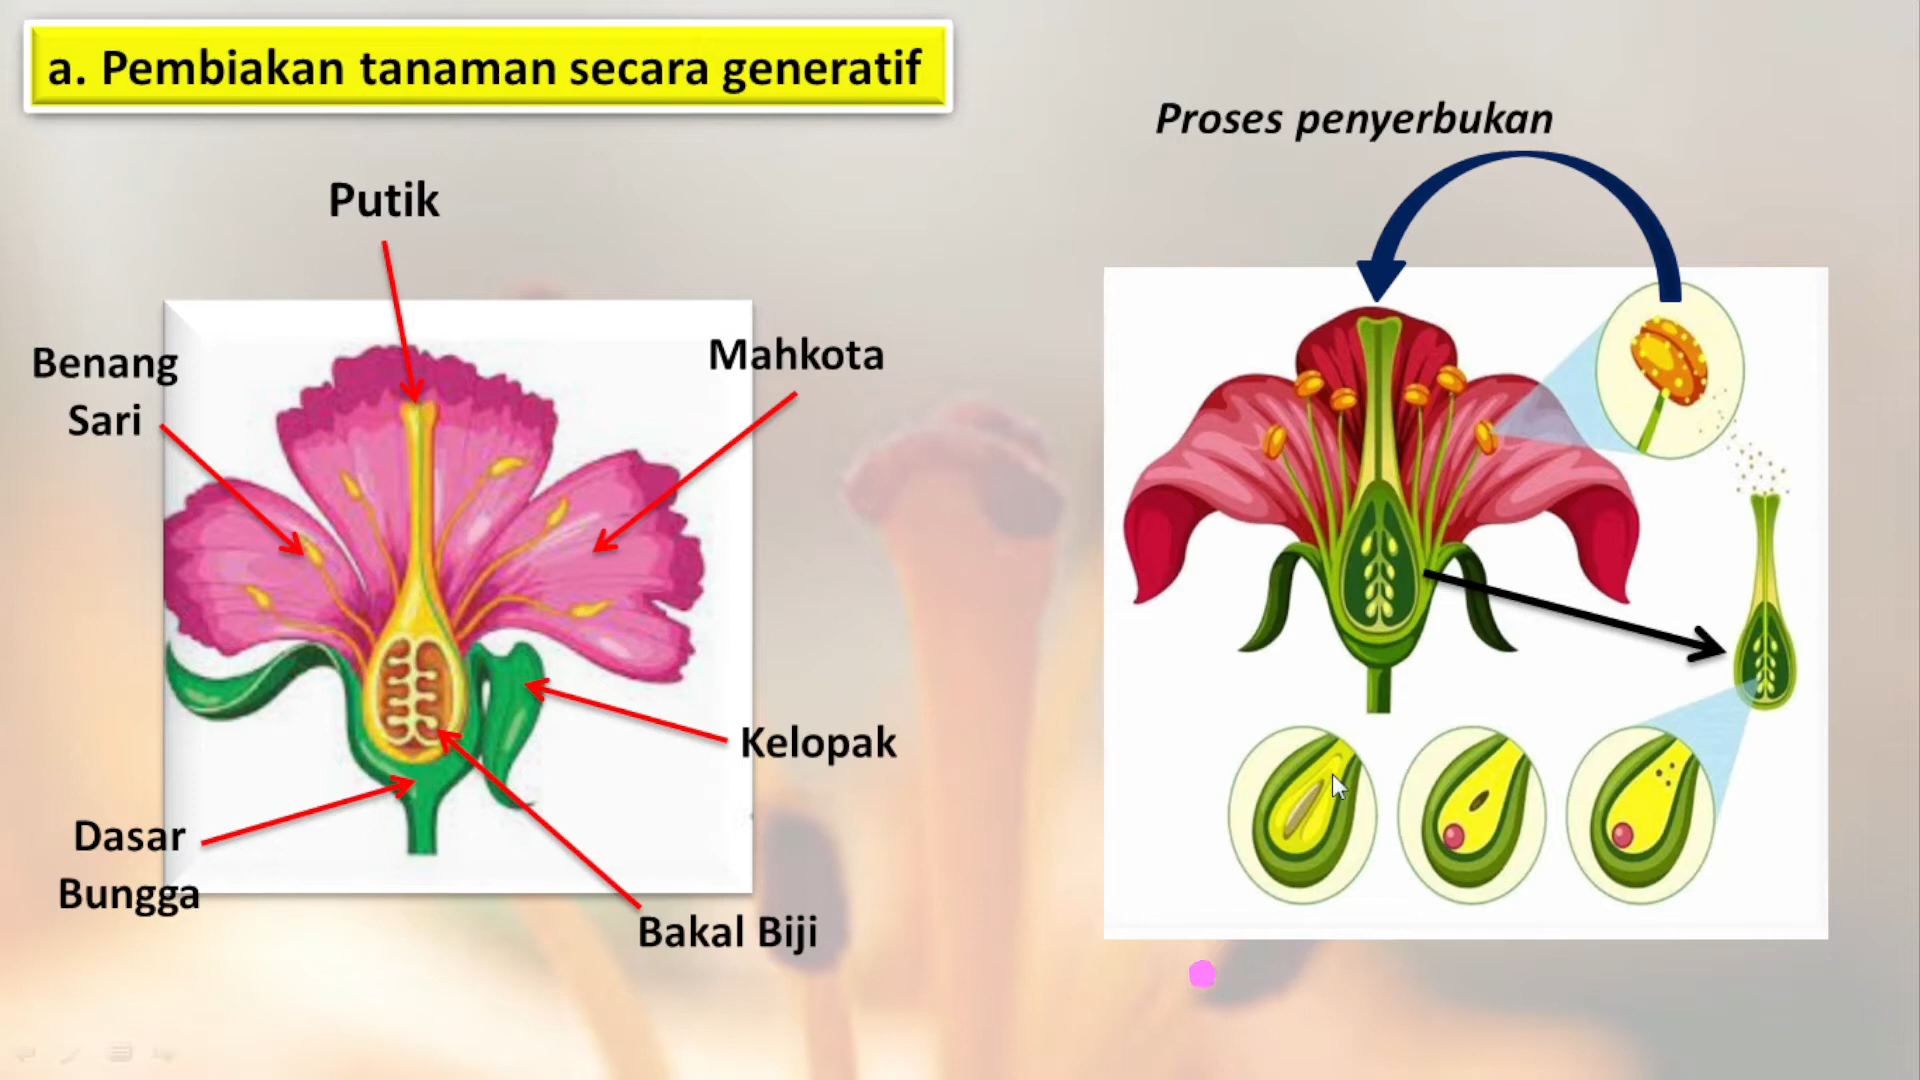 a. Pembiakan tanaman secara generatif
Proses penyerbukan
Putik
Benang
Sari
Mahkota
Kelopak
Dasar
Bungga
Bakal Biji